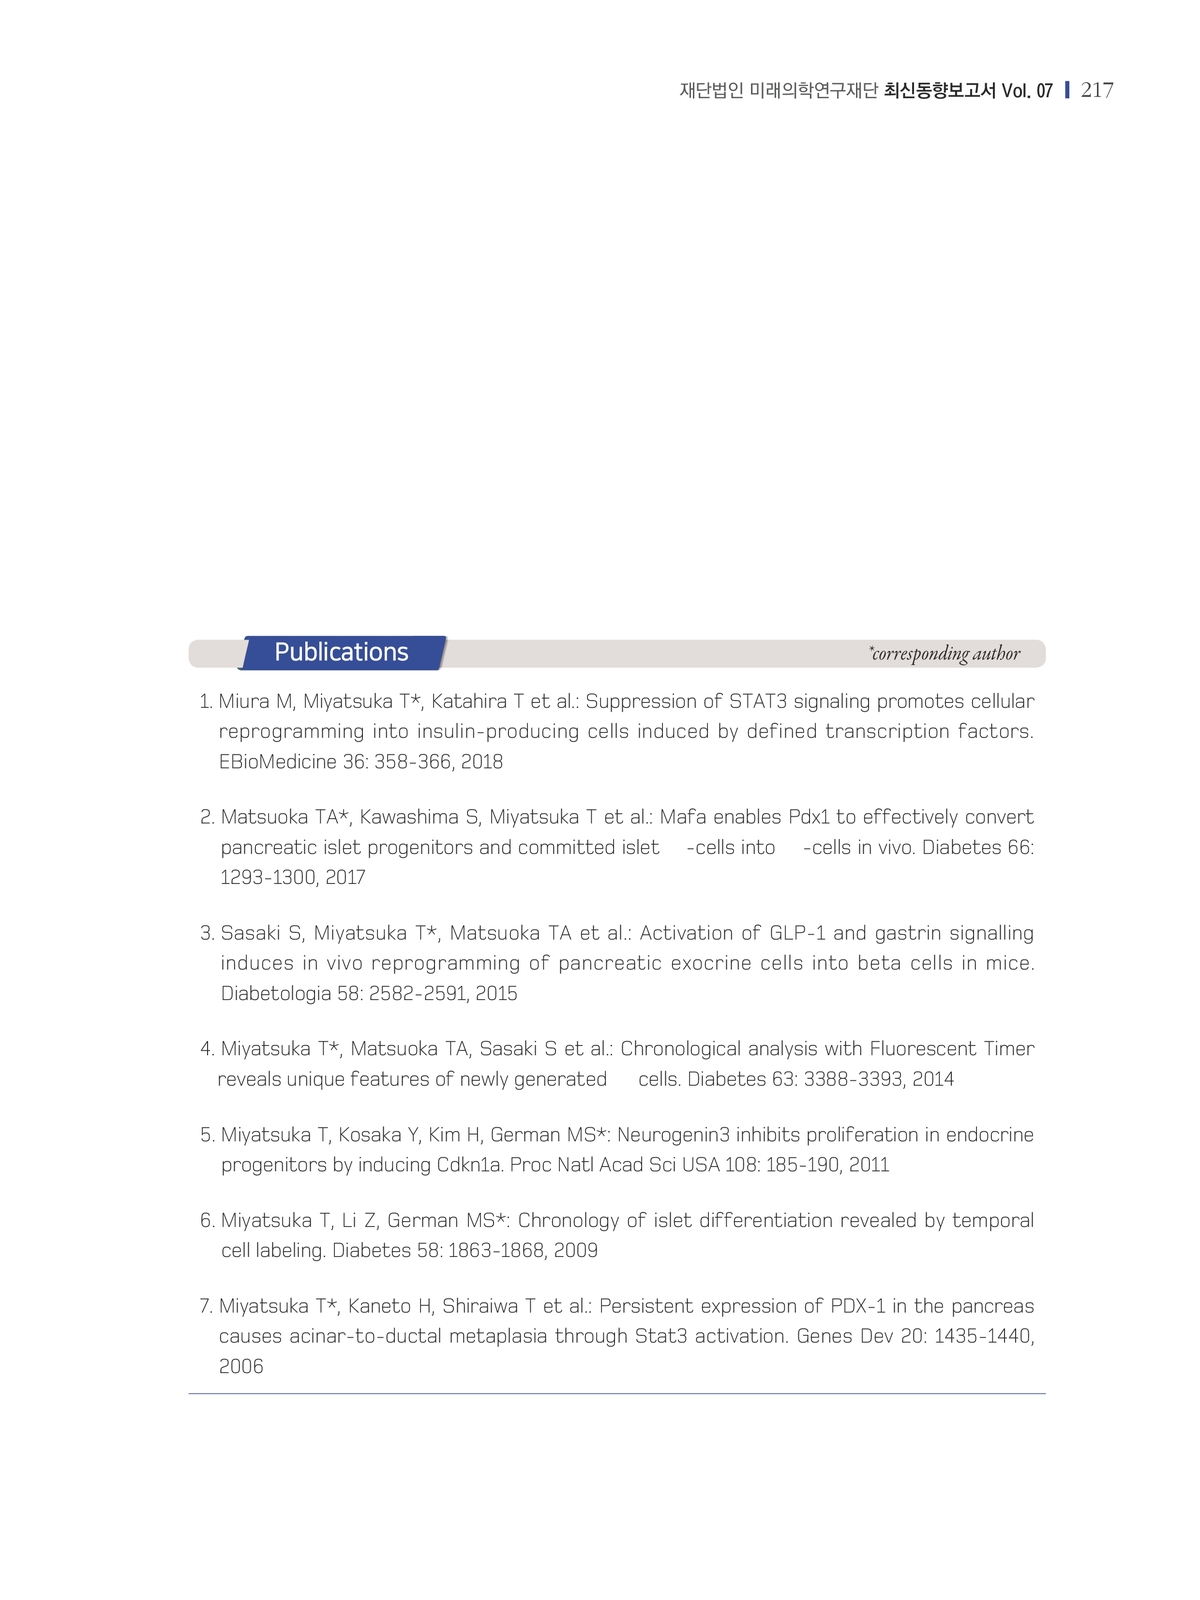 재단법인 미래의학연구재단 최신동향보고서 Vol. 07 217
Publications
*corresponding author
1. Miura M, Miyatsuka T*, Katahira T et al.: Suppression of STAT3 signaling promotes cellular
reprogramming into insulin-producing cells induced by defined transcription factors.
EBioMedicine 36: 358-366, 2018
2. Matsuoka TA*, Kawashima S, Miyatsuka T et al.: Mafa enables Pdx1 to effectively convert
pancreatic islet progenitors and committed islet -cells into -cells in vivo. Diabetes 66:
1293-1300, 2017
3. Sasaki S, Miyatsuka T*, Matsuoka TA et al.: Activation of GLP-1 and gastrin signalling
induces in vivo reprogramming of pancreatic exocrine cells into beta cells in mice.
Diabetologia 58: 2582-2591, 2015
4. Miyatsuka T*, Matsuoka TA, Sasaki S et al.: Chronological analysis with Fluorescent Timer
reveals unique features of newly generated cells. Diabetes 63: 3388-3393, 2014
5. Miyatsuka T, Kosaka Y, Kim H, German MS*: Neurogenin3 inhibits proliferation in endocrine
progenitors by inducing Cdkn1a. Proc Natl Acad Sci USA 108: 185-190, 2011
6. Miyatsuka T, Li Z, German MS*: Chronology of islet differentiation revealed by temporal
cell labeling. Diabetes 58: 1863-1868, 2009
7. Miyatsuka T*, Kaneto H, Shiraiwa T et al.: Persistent expression of PDX-1 in the pancreas
causes acinar-to-ductal metaplasia through Stat3 activation. Genes Dev 20: 1435-1440,
2006